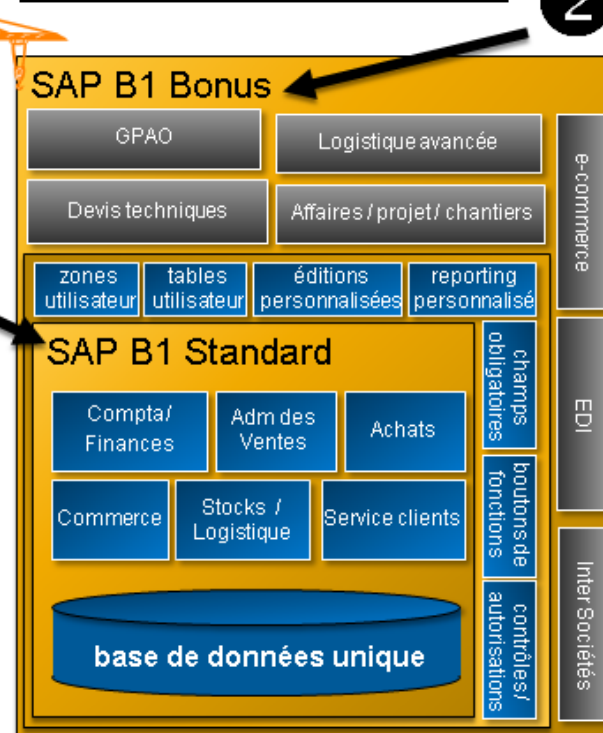 2
SAP B1 Bonus
GPAO
Logistique avancée
Devis techniques
Affaires / projet / chantiers
e-commerce
zones
utilisateur
tables
utilisateur
éditions
personnalisées
reporting
personnalisé
SAP B1 Standard
champs
obligatoires
EDI
Compta/
Finances
Adm des
Ventes
Achats
Commerce
Stocks /
Logistique
Service clients
boutons de
fonctions
base de données unique
contrôles/
autorisations
Inter Sociétés